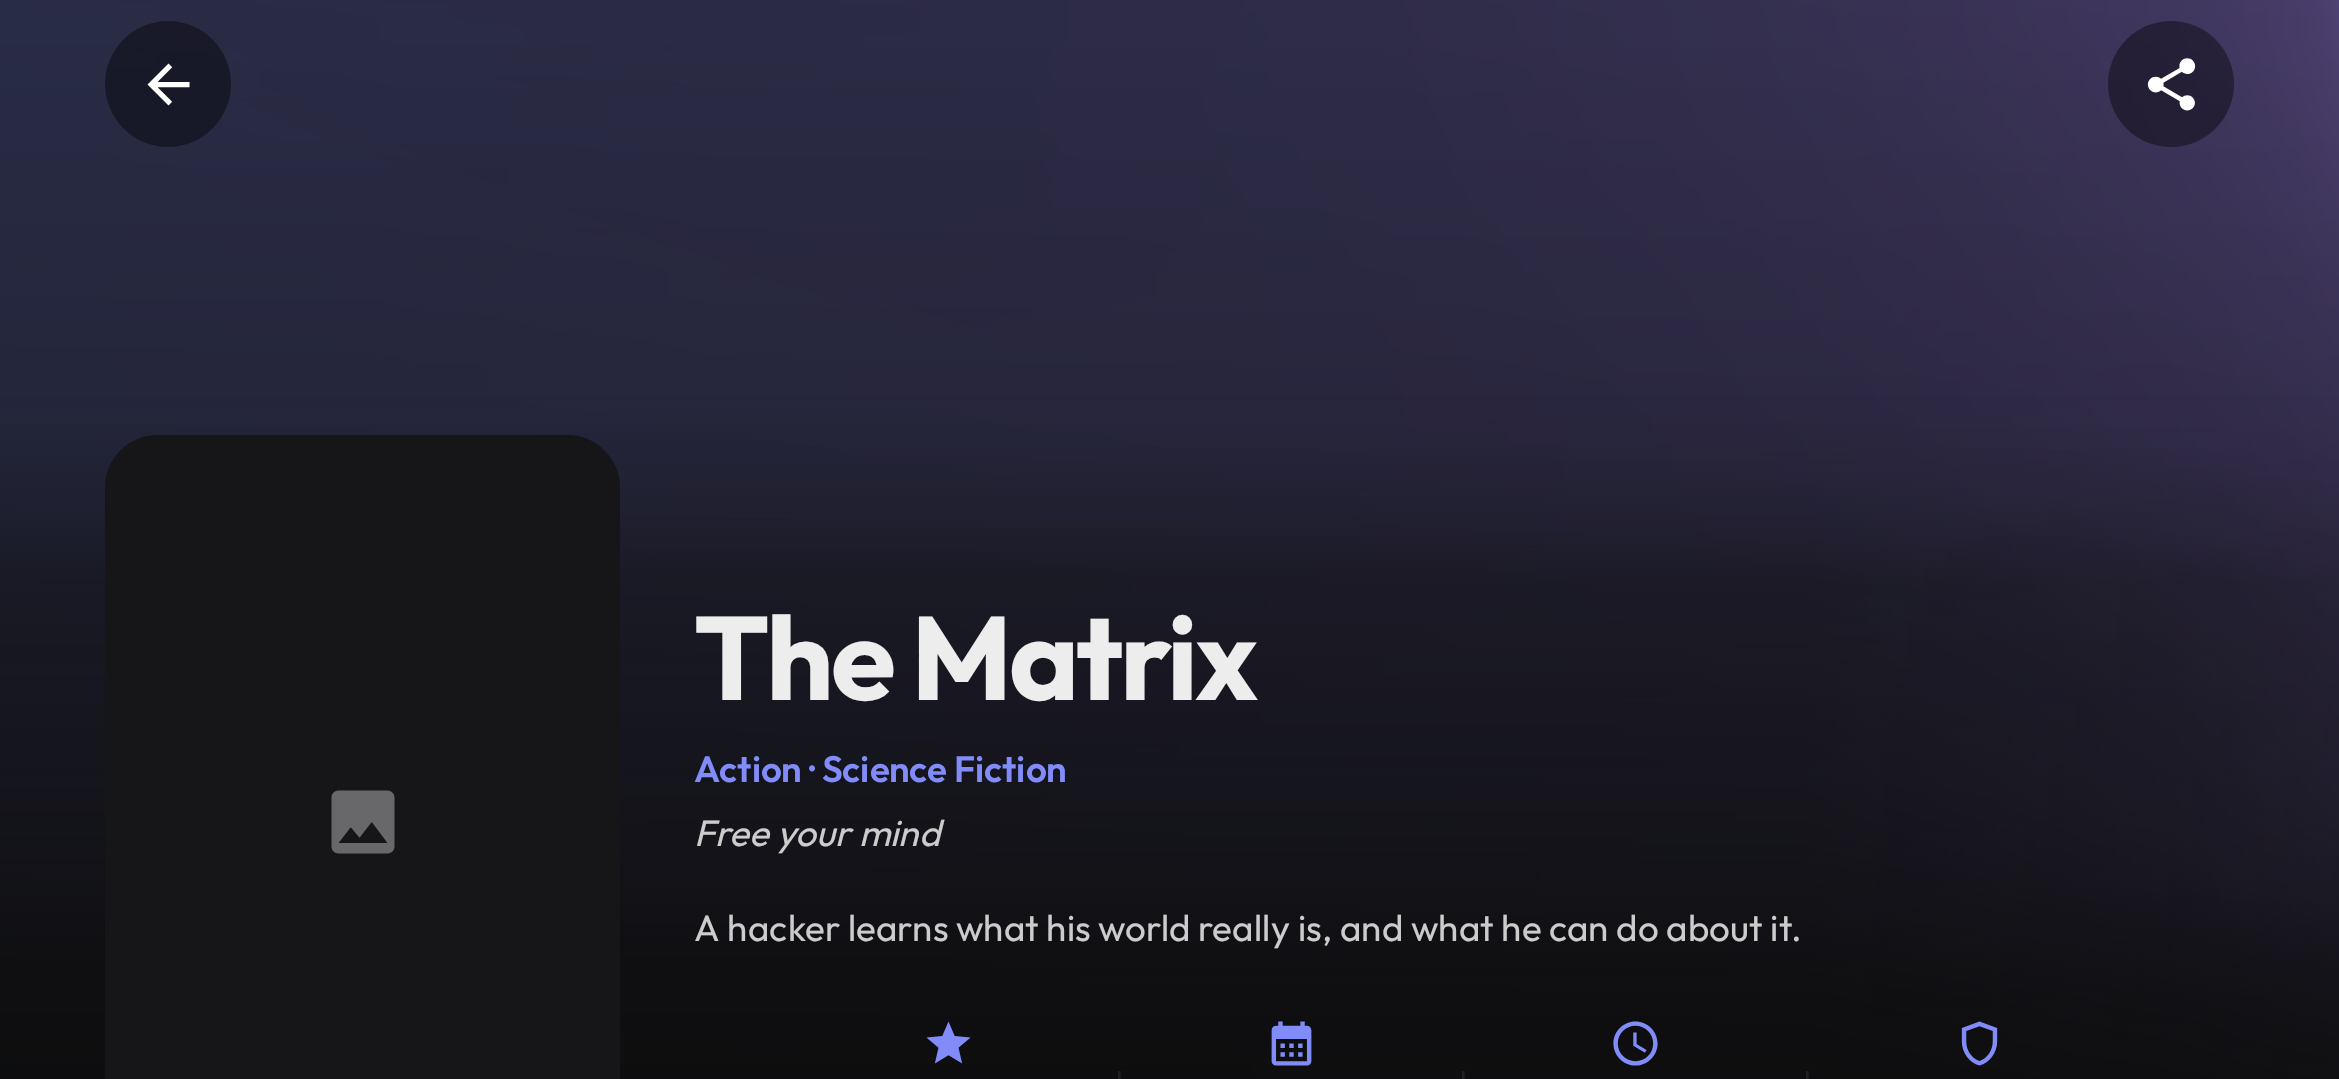 The Matrix
Action · Science Fiction
Free your mind
A hacker learns what his world really is, and what he can do about it.